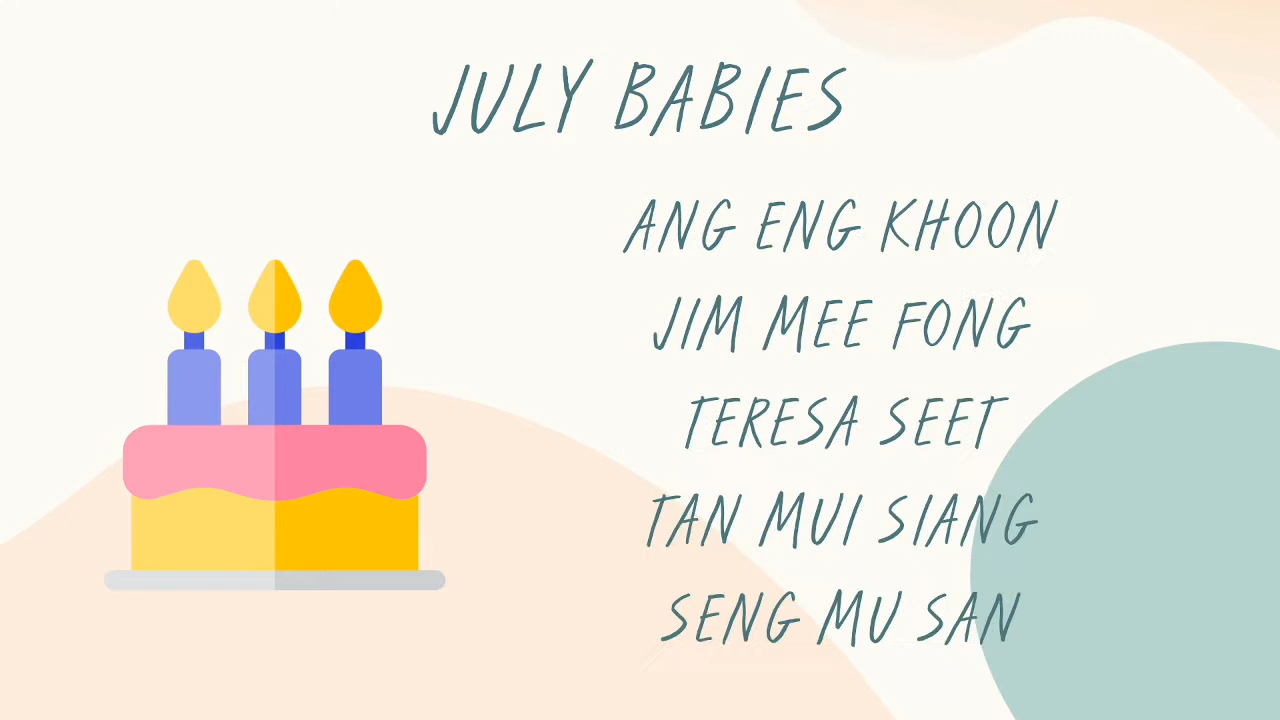 JULY BABIES
ANG ENG KHOON
JIM MEE FONG
TERESA SEET
TAN MUI SIANG
SENG MU SAN